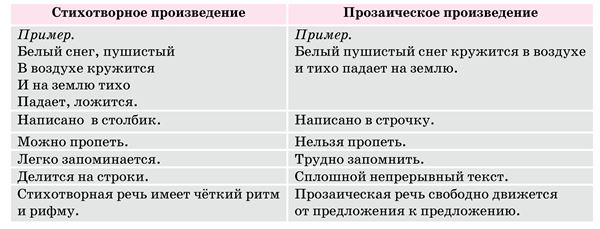 Стихотворное произведение
Прозаическое произведение
Пример.
Белый снег, пушистый
В воздухе кружится
И на землю тихо
Падает, ложится.
Пример.
Белый пушистый снег кружится в воздухе
и тихо падает на землю.
Написано в столбик.
Написано в строчку.
Можно пропеть.
Нельзя пропеть.
Легко запоминается.
Трудно запомнить.
Делится на строки.
Сплошной непрерывный текст.
Стихотворная речь имеет чёткий ритм
и рифму.
Прозаическая речь свободно движется
от предложения к предложению.